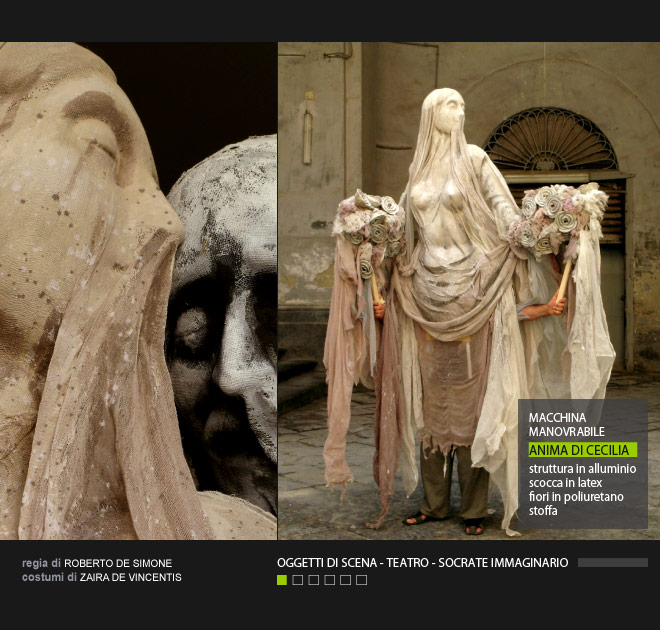 MACCHINA
MANOVRABILE
ANIMA DI CECILIA
struttura in alluminio
scocca in latex
fiori in poliuretano
stoffa
regia di ROBERTO DE SIMONE
costumi di ZAIRA DE VINCENTIS
OGGETTI DI SCENA - TEATRO - SOCRATE IMMAGINARIO